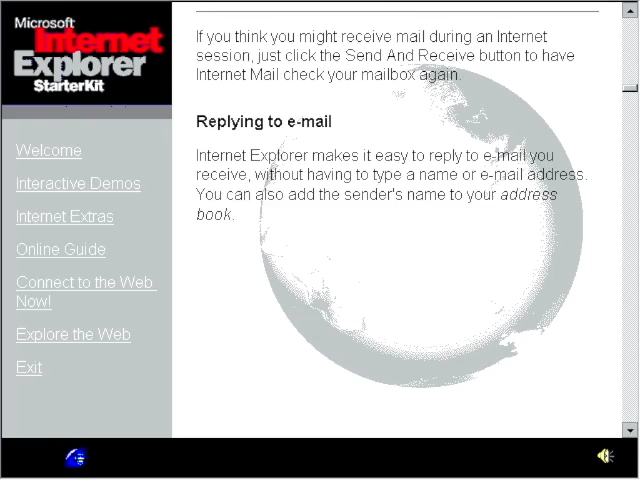 Microsoft
Internet
Explorer
StarterKit
Welcome
Interactive Demos
Internet Extras
Online Guide
Connect to the Web
Now!
Explore the Web
Exit
If you think you might receive mail during an Internet
session, just click the Send And Receive button to have
Internet Mail check your mailbox again.
Replying to e-mail
Internet Explorer makes it easy to reply to e-mail you
receive, without having to type a name or e-mail address.
You can also add the sender's name to your address
book.